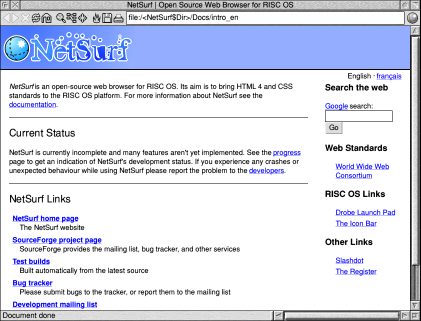 NetSurf | Open Source Web Browser for RISC OS
file:/<NetSurf$Dir>/Docs/intro_en
NetSurf
English · français
NetSurf is an open-source web browser for RISC OS. Its aim is to bring HTML 4 and CSS
standards to the RISC OS platform. For more information about NetSurf see the
documentation.
Current Status
NetSurf is currently incomplete and many features aren't yet implemented. See the progress
page to get an indication of NetSurf's development status. If you experience any crashes or
unexpected behaviour while using NetSurf please report the problem to the developers.
NetSurf Links
NetSurf home page
The NetSurf website
SourceForge project page
SourceForge provides the mailing list, bug tracker, and other services
Test builds
Built automatically from the latest source
Bug tracker
Please submit bugs to the tracker, or report them to the mailing list
Development mailing list
Search the web
Google search:
Go
Web Standards
World Wide Web
Consortium
RISC OS Links
Drobe Launch Pad
The Icon Bar
Other Links
Slashdot
The Register
Document done